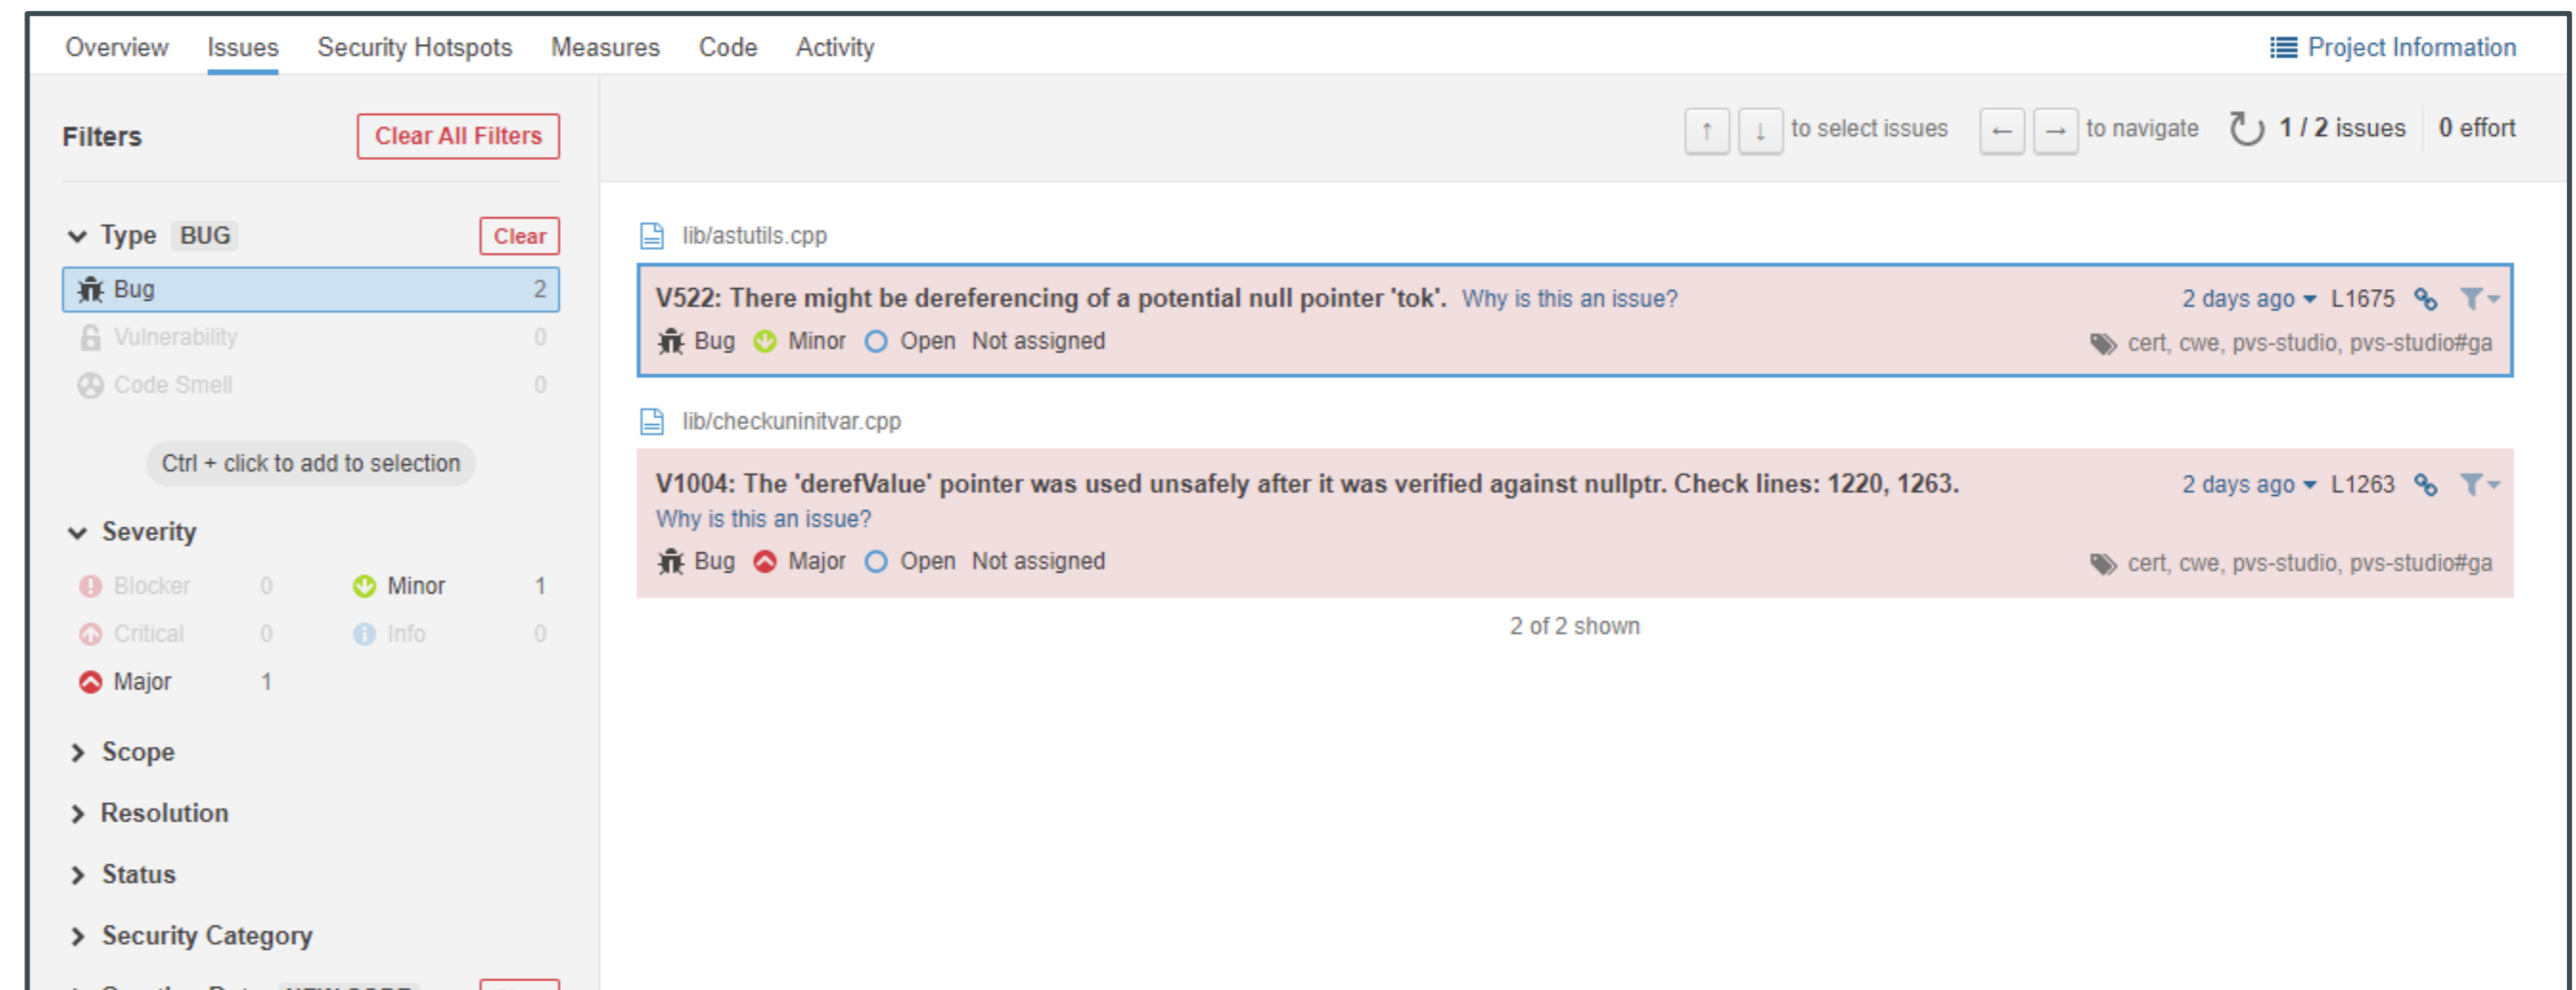 Overview Issues Security Hotspots Measures Code Activity Project Information
Filters Clear All Filters
↑ ↓ to select issues ← → to navigate 1 / 2 issues 0 effort
Type BUG Clear
Bug 2
Vulnerability 0
Code Smell 0
Ctrl + click to add to selection
Severity
Blocker 0 Minor 1
Critical 0 Info 0
Major 1
Scope
Resolution
Status
Security Category
lib/astutils.cpp
V522: There might be dereferencing of a potential null pointer 'tok'. Why is this an issue? 2 days ago L1675
Bug Minor Open Not assigned cert, cwe, pvs-studio, pvs-studio#ga
lib/checkuninitvar.cpp
V1004: The 'derefValue' pointer was used unsafely after it was verified against nullptr. Check lines: 1220, 1263. 2 days ago L1263
Why is this an issue?
Bug Major Open Not assigned cert, cwe, pvs-studio, pvs-studio#ga
2 of 2 shown